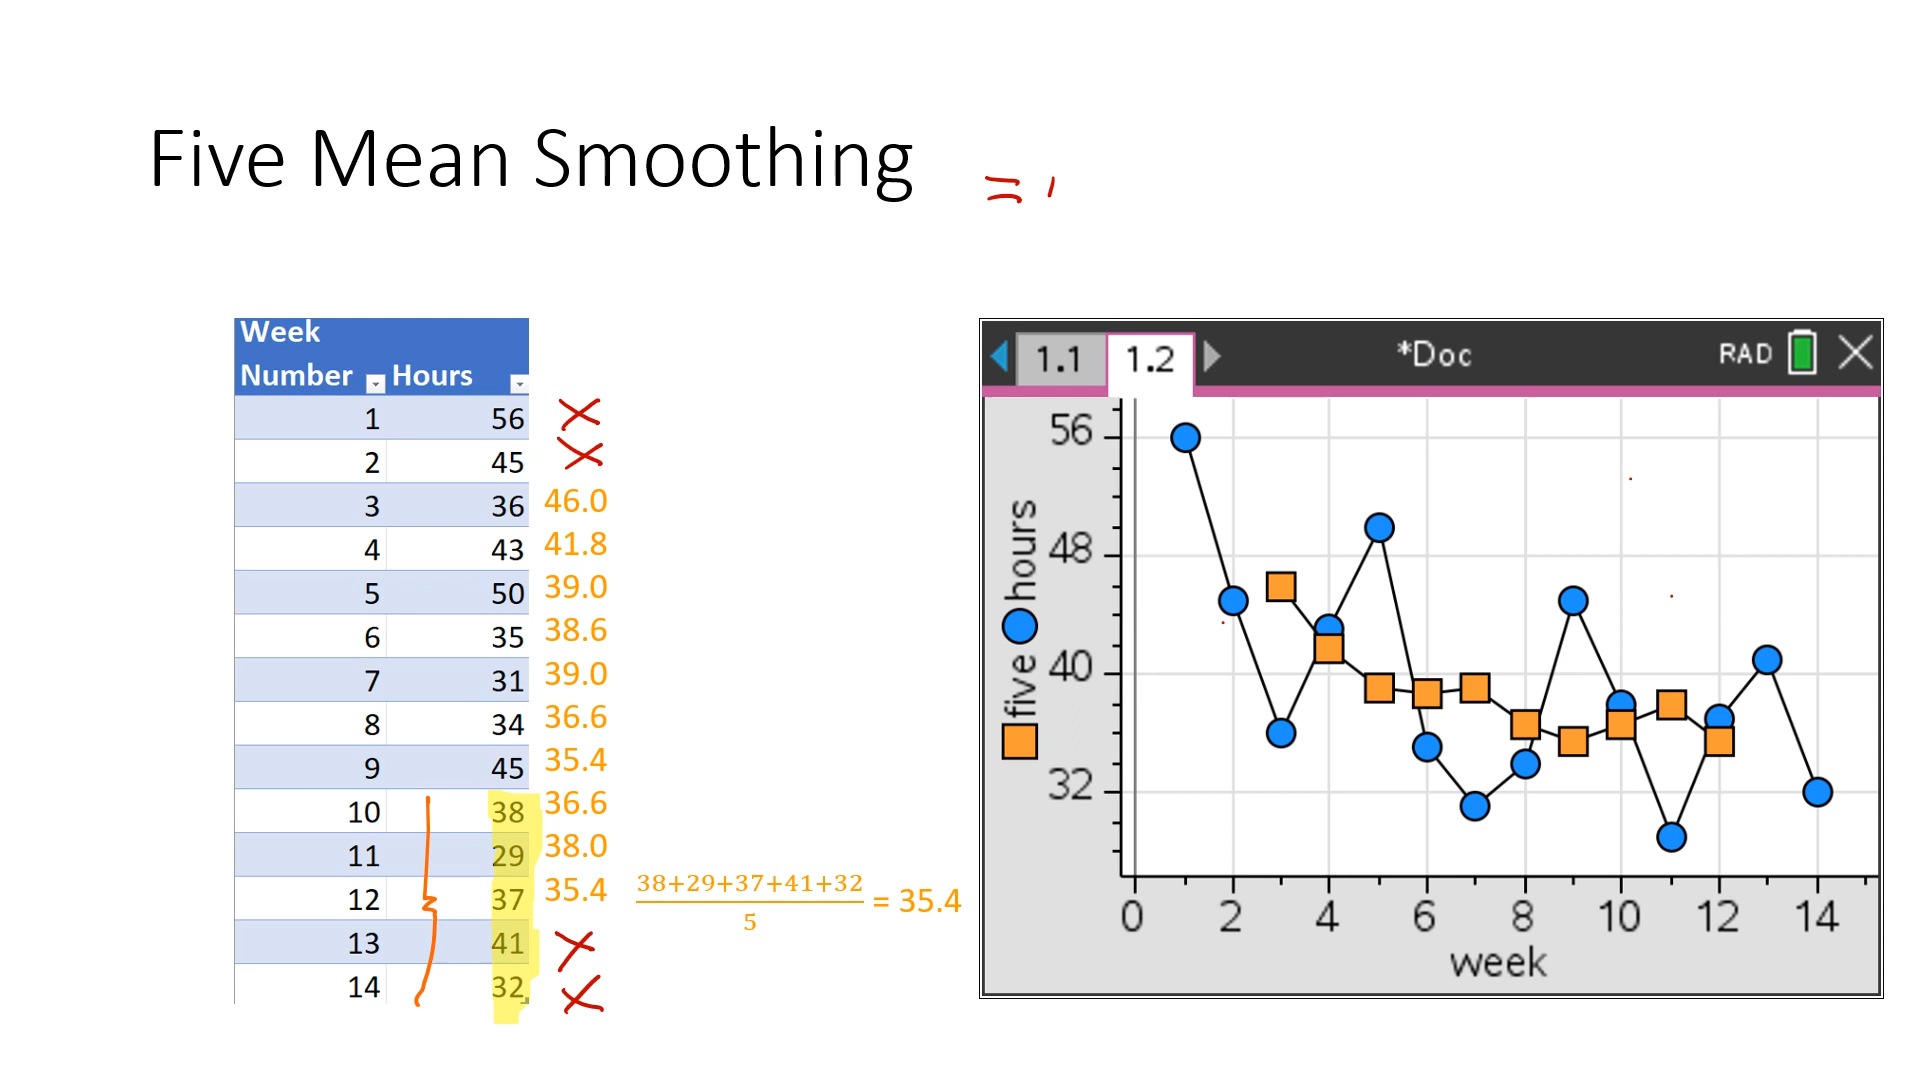 Five Mean Smoothing
=
Week
Number Hours
1 56
2 45
3 36 46.0
4 43 41.8
5 50 39.0
6 35 38.6
7 31 39.0
8 34 36.6
9 45 35.4
10 38 36.6
11 29 38.0
12 37 35.4
13 41
14 32
38+29+37+41+32
5
= 35.4
1.1 1.2 *Doc RAD
five hours
56
48
40
32
0 2 4 6 8 10 12 14
week